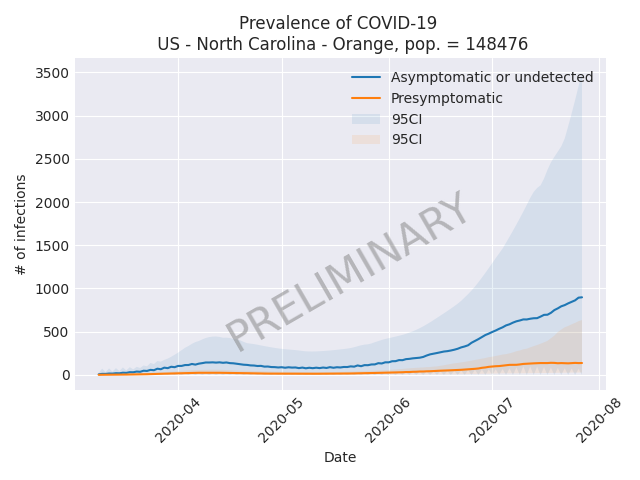 Prevalence of COVID-19
US - North Carolina - Orange, pop. = 148476
Asymptomatic or undetected
Presymptomatic
95CI
95CI
3500
3000
2500
2000
1500
1000
500
0
# of infections
PRELIMINARY
2020-04
2020-05
2020-06
2020-07
2020-08
Date